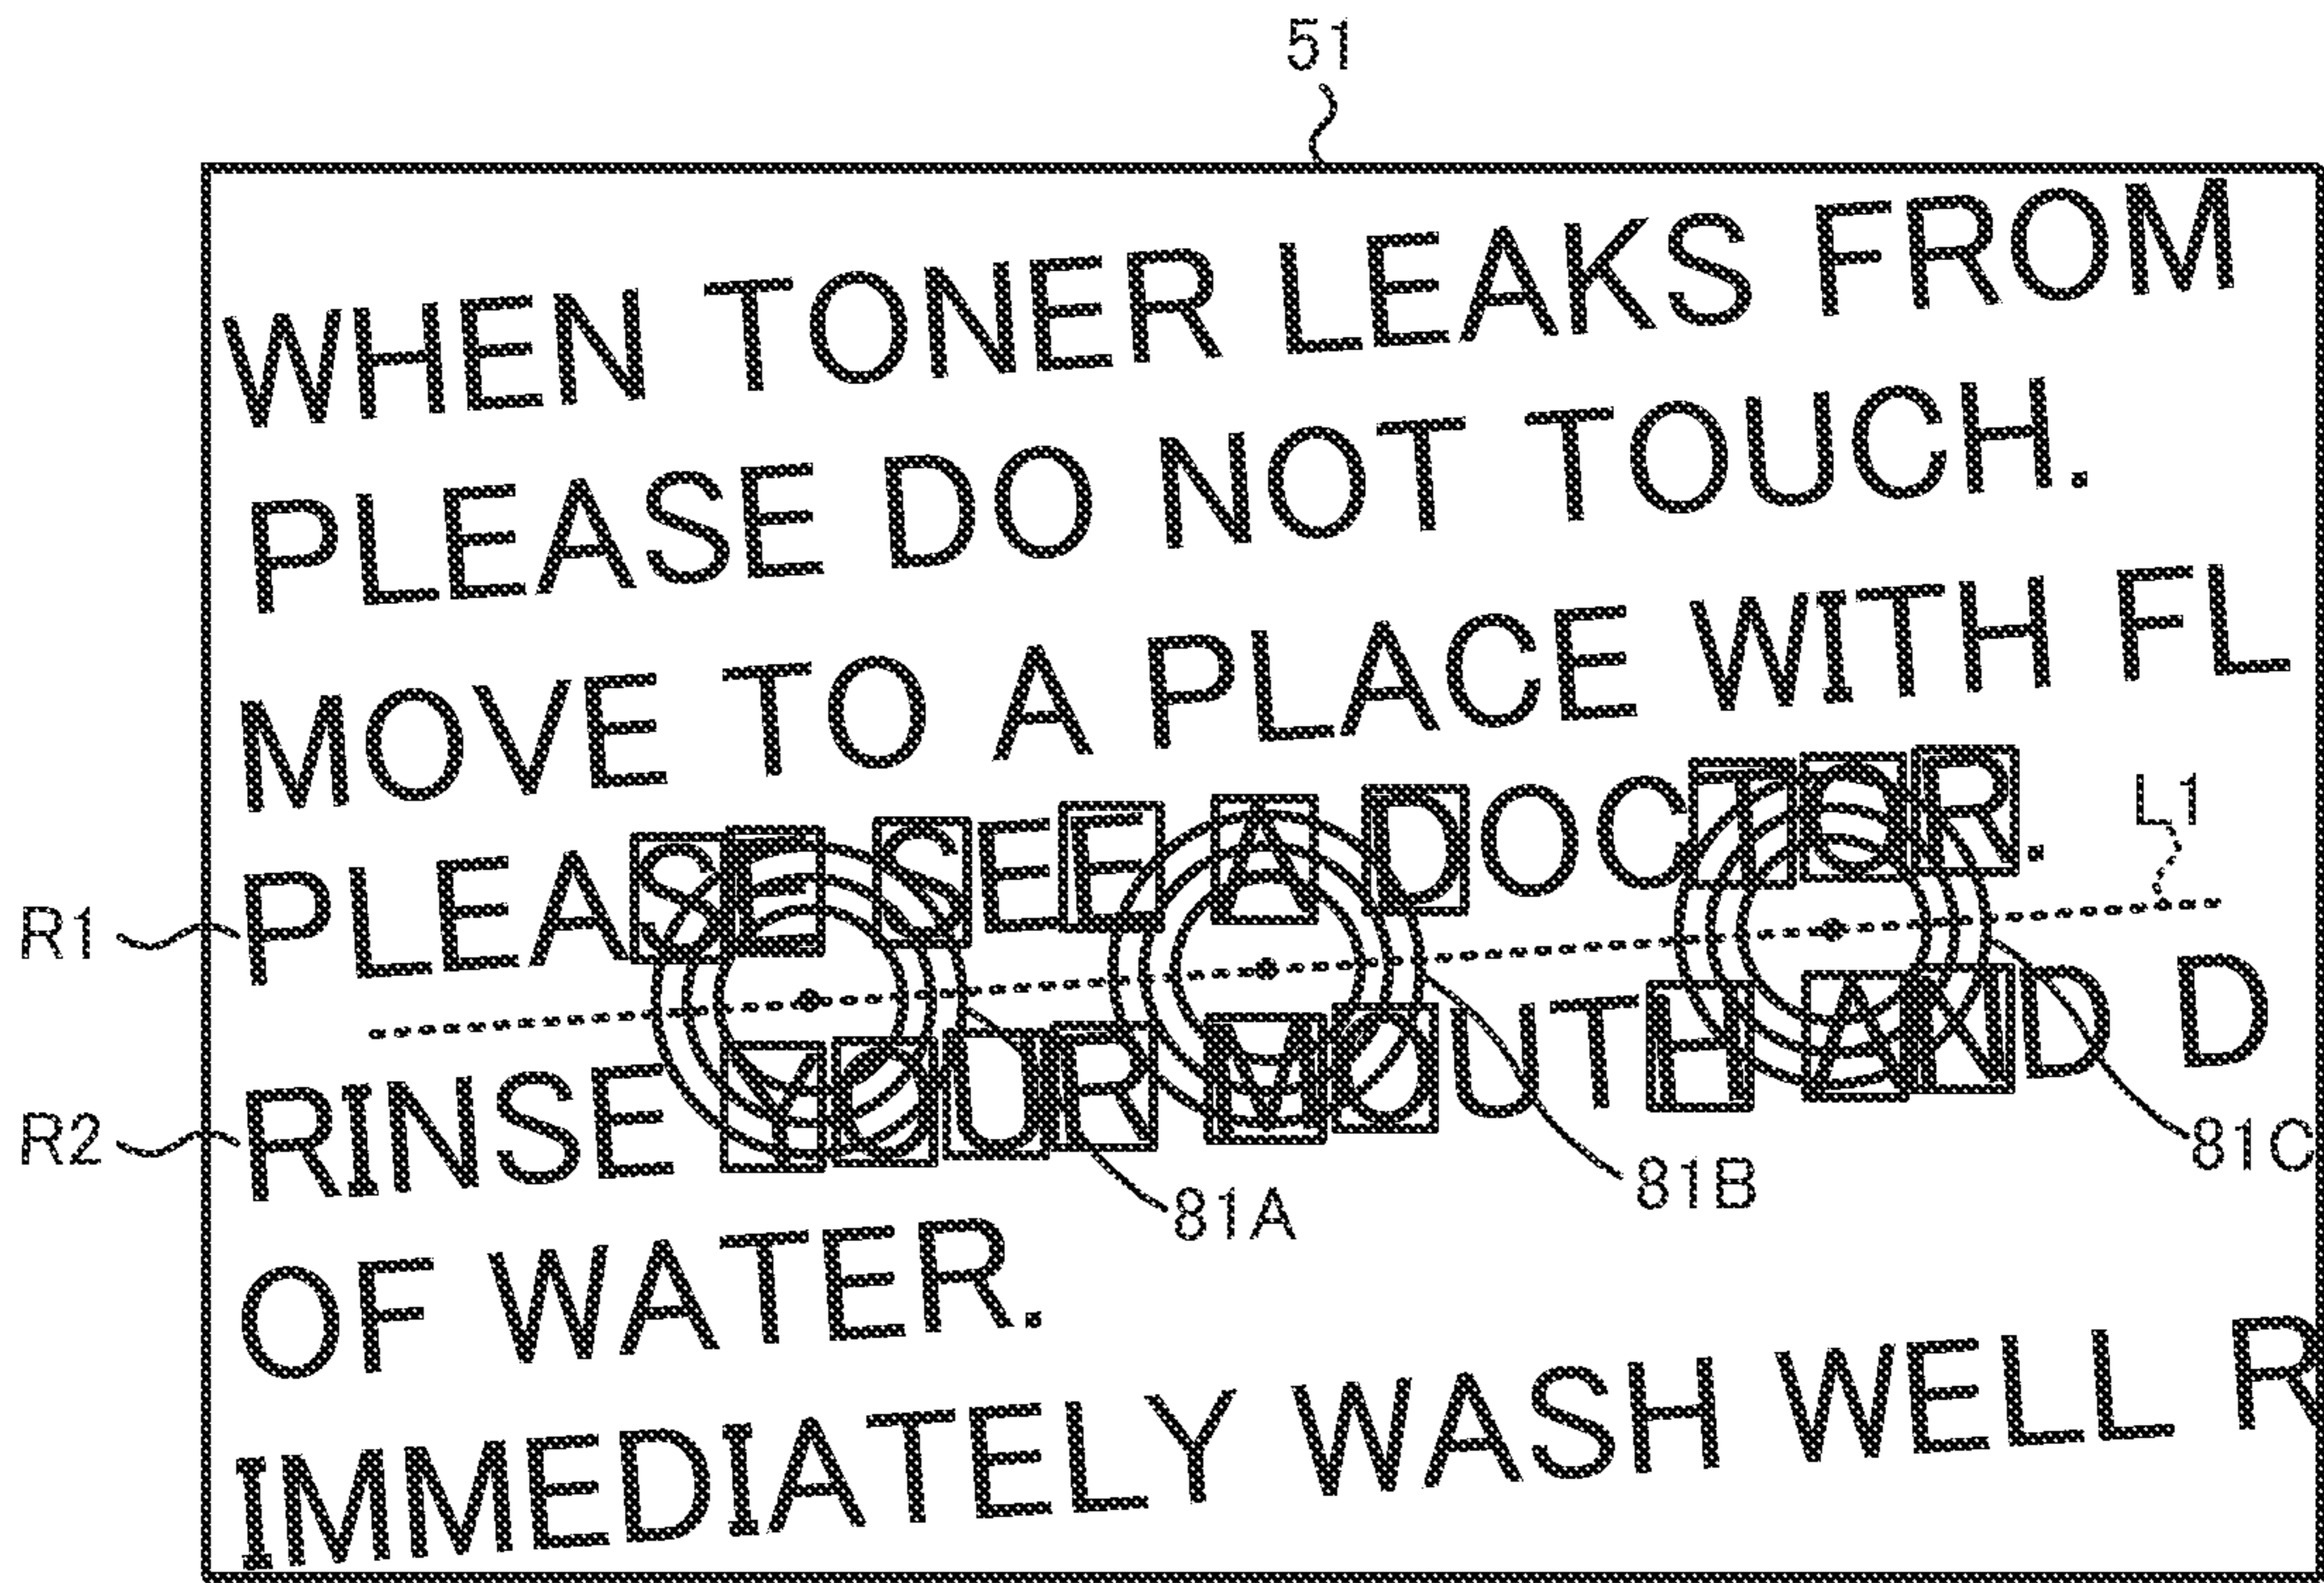 51
WHEN TONER LEAKS FROM
PLEASE DO NOT TOUCH.
MOVE TO A PLACE WITH FL
L1
R1 PLEASE SEE A DOCTOR.
R2 RINSE YOUR MOUTH AND D
81A 81B 81C
OF WATER.
IMMEDIATELY WASH WELL R